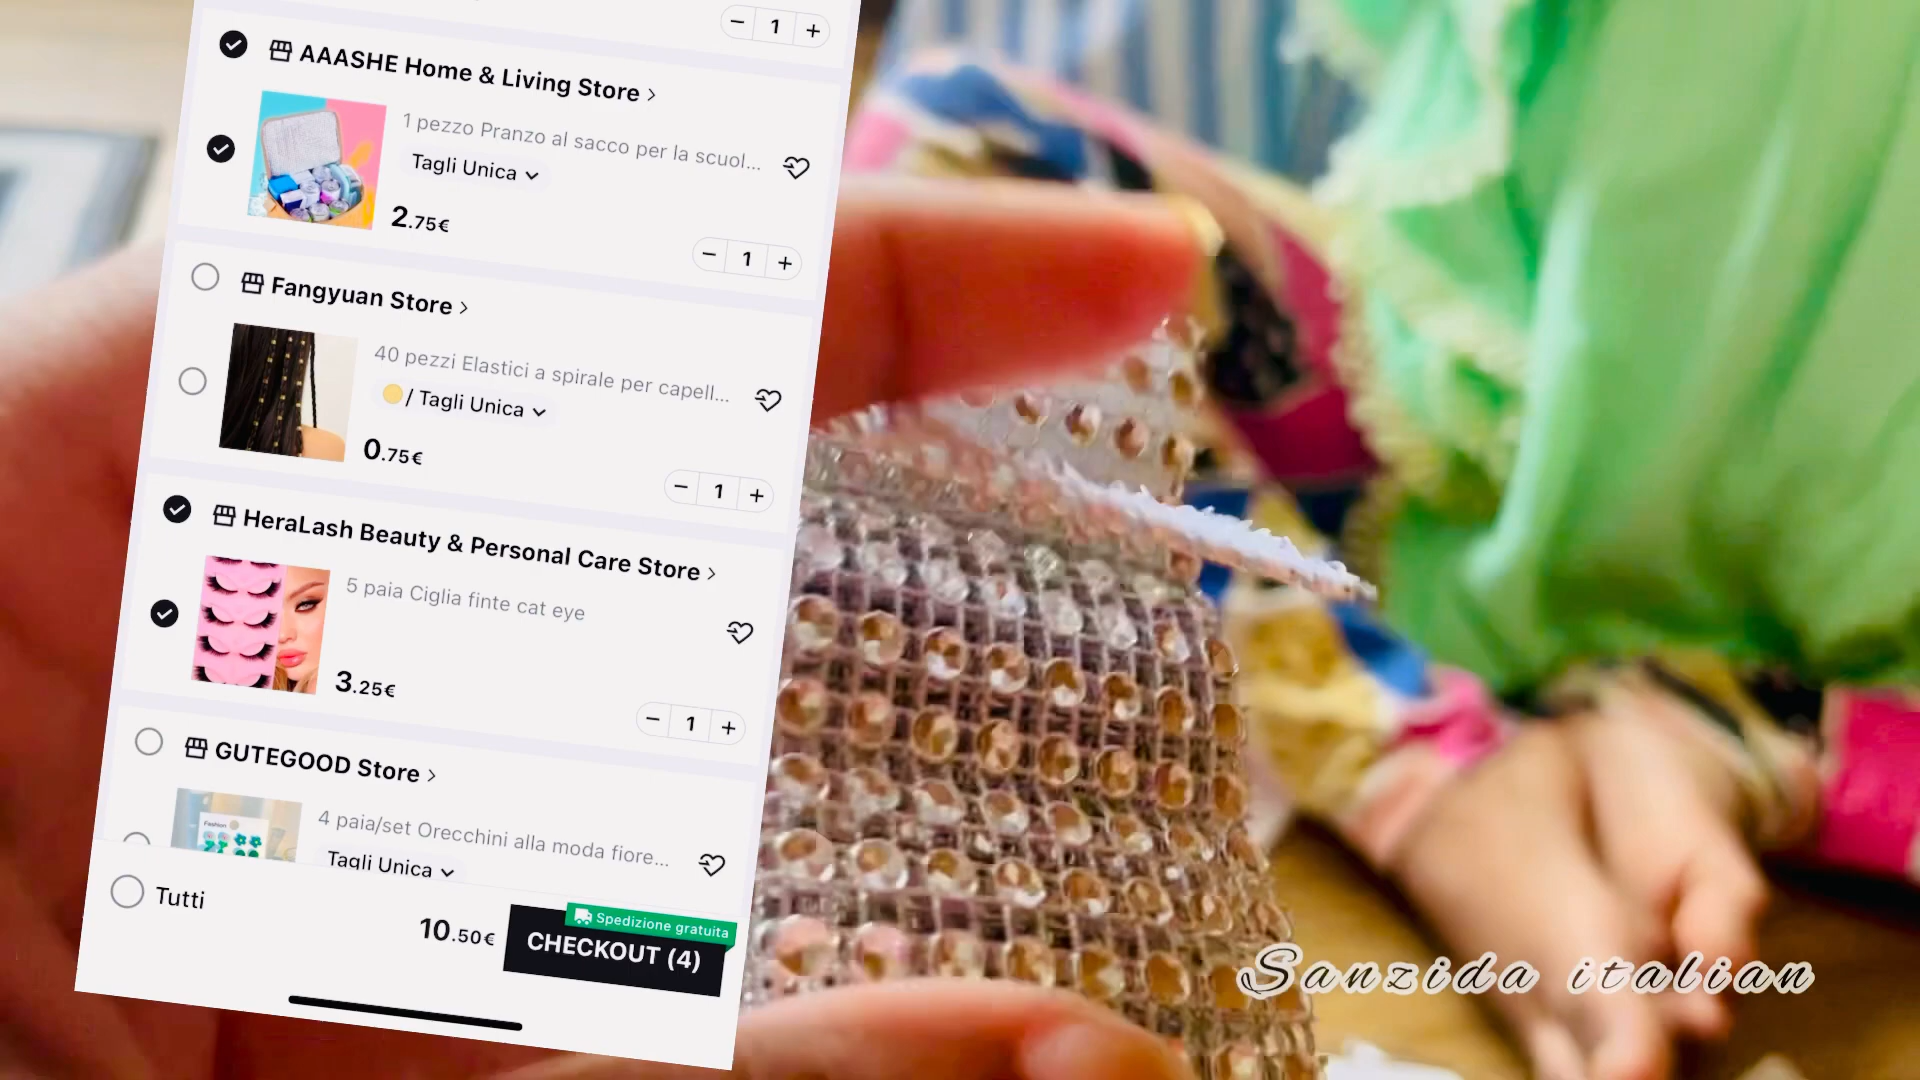 1
AAASHE Home & Living Store
1 pezzo Pranzo al sacco per la scuol...
Tagli Unica
2.75€
1
Fangyuan Store
40 pezzi Elastici a spirale per capell...
/ Tagli Unica
0.75€
1
HeraLash Beauty & Personal Care Store
5 paia Ciglia finte cat eye
3.25€
1
GUTEGOOD Store
Fashion
4 paia/set Orecchini alla moda fiore...
Tagli Unica
Tutti
10.50€
Spedizione gratuita
CHECKOUT (4)
Sanzida italian